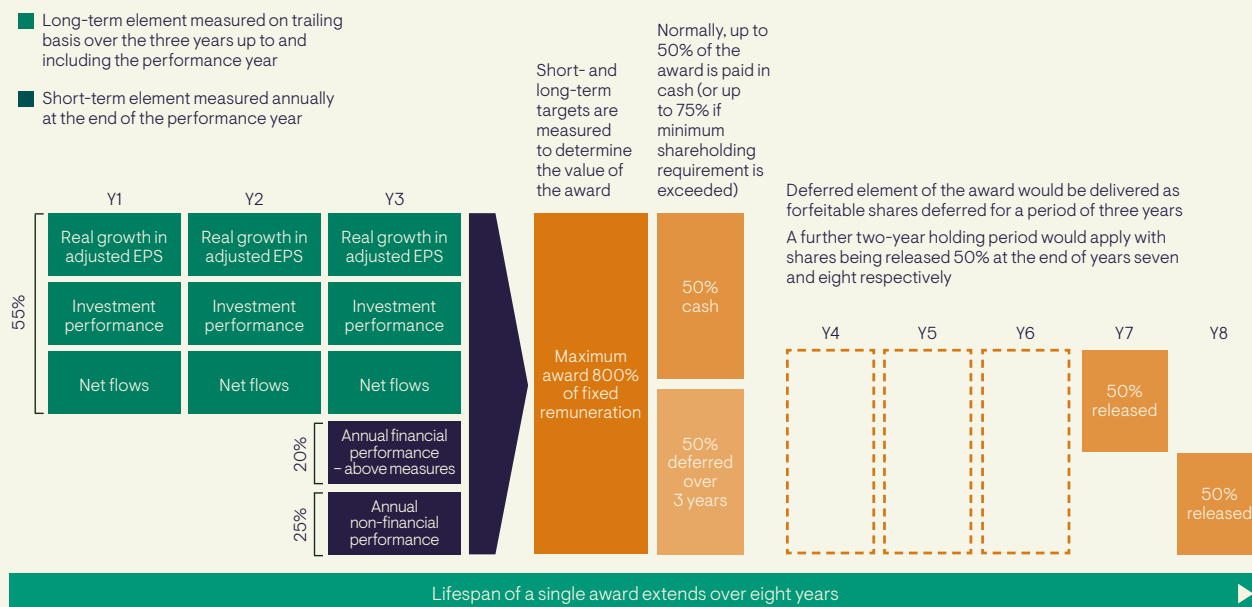 Long-term element measured on trailing
basis over the three years up to and
including the performance year
Short-term element measured annually
at the end of the performance year
Short- and
long-term
targets are
measured
to determine
the value of
the award
Normally, up to
50% of the
award is paid in
cash (or up
to 75% if
minimum
shareholding
requirement is
exceeded)
Deferred element of the award would be delivered as
forfeitable shares deferred for a period of three years
A further two-year holding period would apply with
shares being released 50% at the end of years seven
and eight respectively
Y1
Y2
Y3
55%
Real growth in
adjusted EPS
Real growth in
adjusted EPS
Real growth in
adjusted EPS
Investment
performance
Investment
performance
Investment
performance
Net flows
Net flows
Net flows
20%
Annual financial
performance
– above measures
25%
Annual
non-financial
performance
Maximum
award 800%
of fixed
remuneration
50%
cash
50%
deferred
over
3 years
Y4
Y5
Y6
Y7
Y8
50%
released
50%
released
Lifespan of a single award extends over eight years